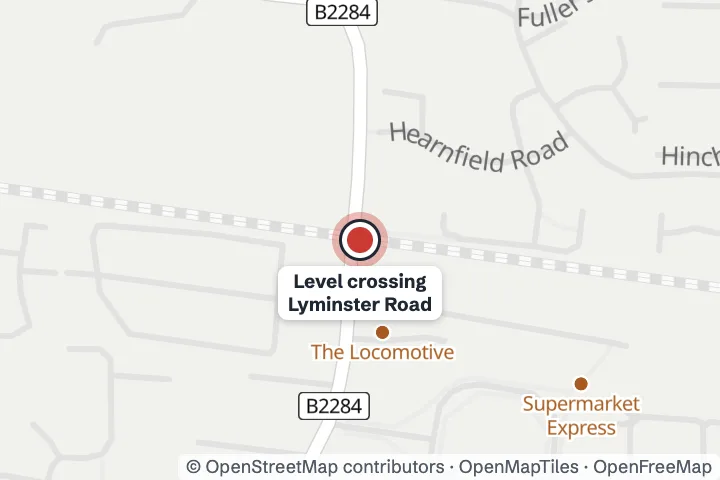 B2284
Fuller
Hearnfield Road
Hinch
Level crossing
Lyminster Road
The Locomotive
B2284
Supermarket
Express
© OpenStreetMap contributors · OpenMapTiles · OpenFreeMap